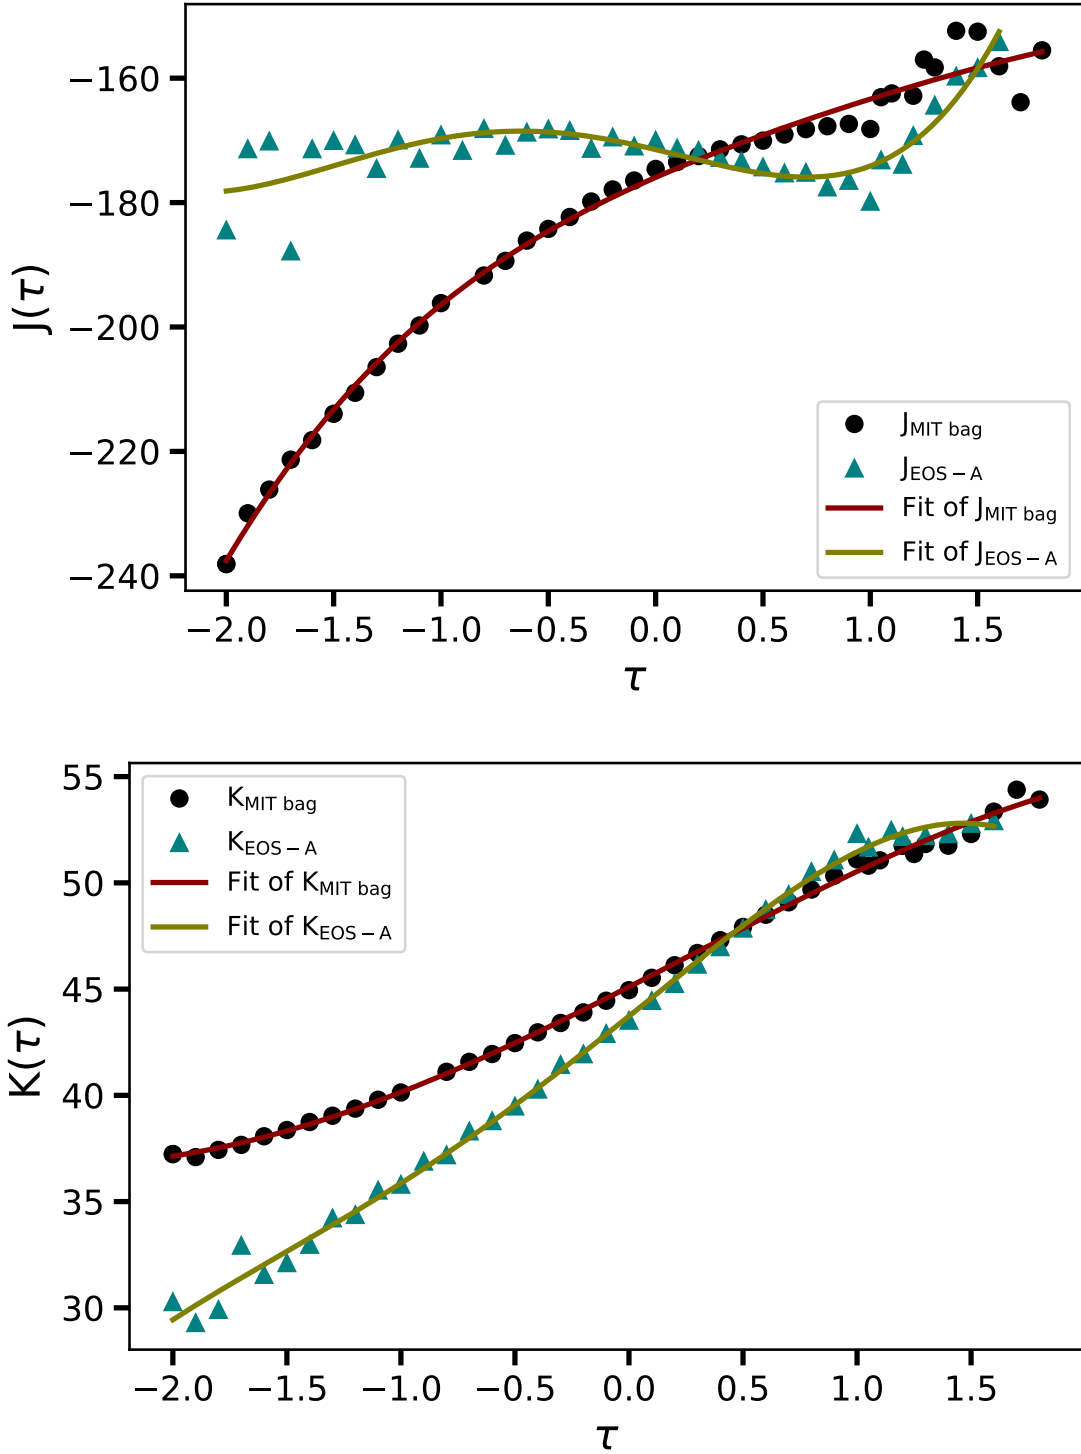 −160
−180
−200
−220
−240
J(τ)
J_MIT bag
J_EOS−A
Fit of J_MIT bag
Fit of J_EOS−A
−2.0 −1.5 −1.0 −0.5 0.0 0.5 1.0 1.5
τ
55
50
45
40
35
30
K(τ)
K_MIT bag
K_EOS−A
Fit of K_MIT bag
Fit of K_EOS−A
−2.0 −1.5 −1.0 −0.5 0.0 0.5 1.0 1.5
τ